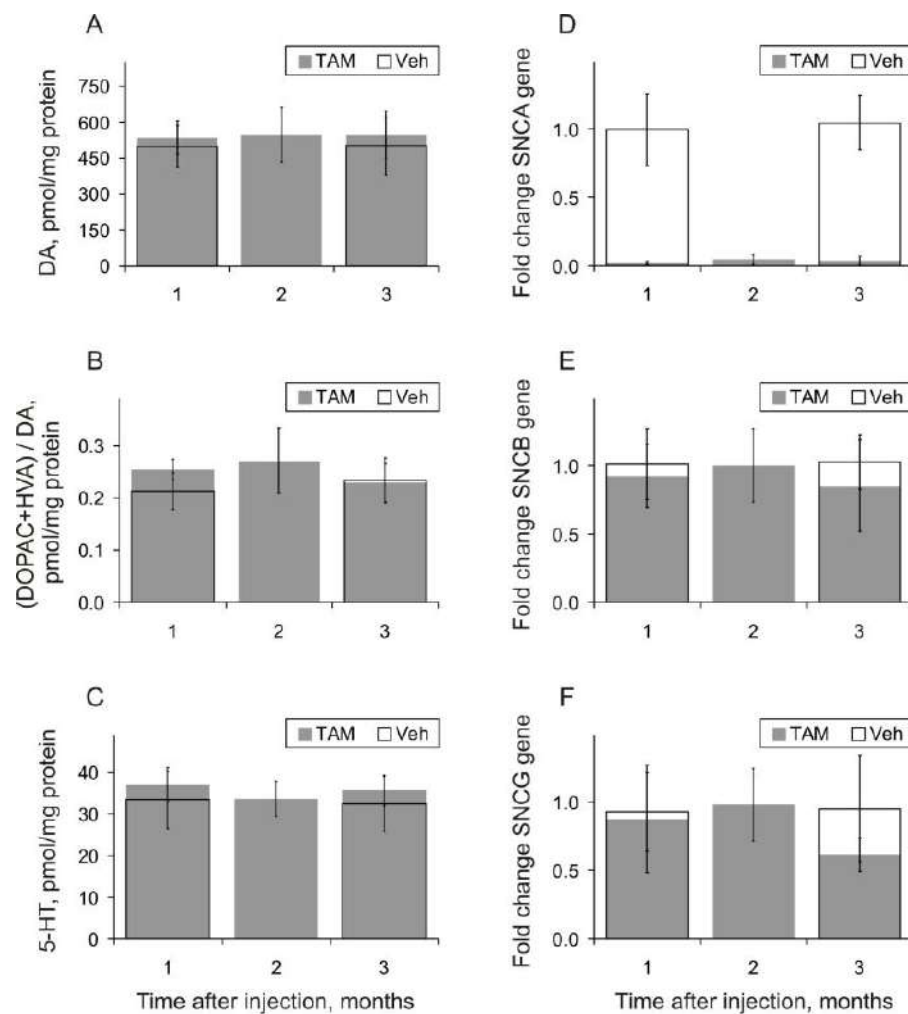 A
TAM Veh
DA, pmol/mg protein
750
600
450
300
150
0
1 2 3
D
TAM Veh
Fold change SNCA gene
1.0
0.5
0.0
1 2 3
B
TAM Veh
(DOPAC+HVA) / DA,
pmol/mg protein
0.3
0.2
0.1
0.0
1 2 3
E
TAM Veh
Fold change SNCB gene
1.0
0.5
0.0
1 2 3
C
TAM Veh
5-HT, pmol/mg protein
40
30
20
10
0
1 2 3
Time after injection, months
F
TAM Veh
Fold change SNCG gene
1.0
0.5
0.0
1 2 3
Time after injection, months